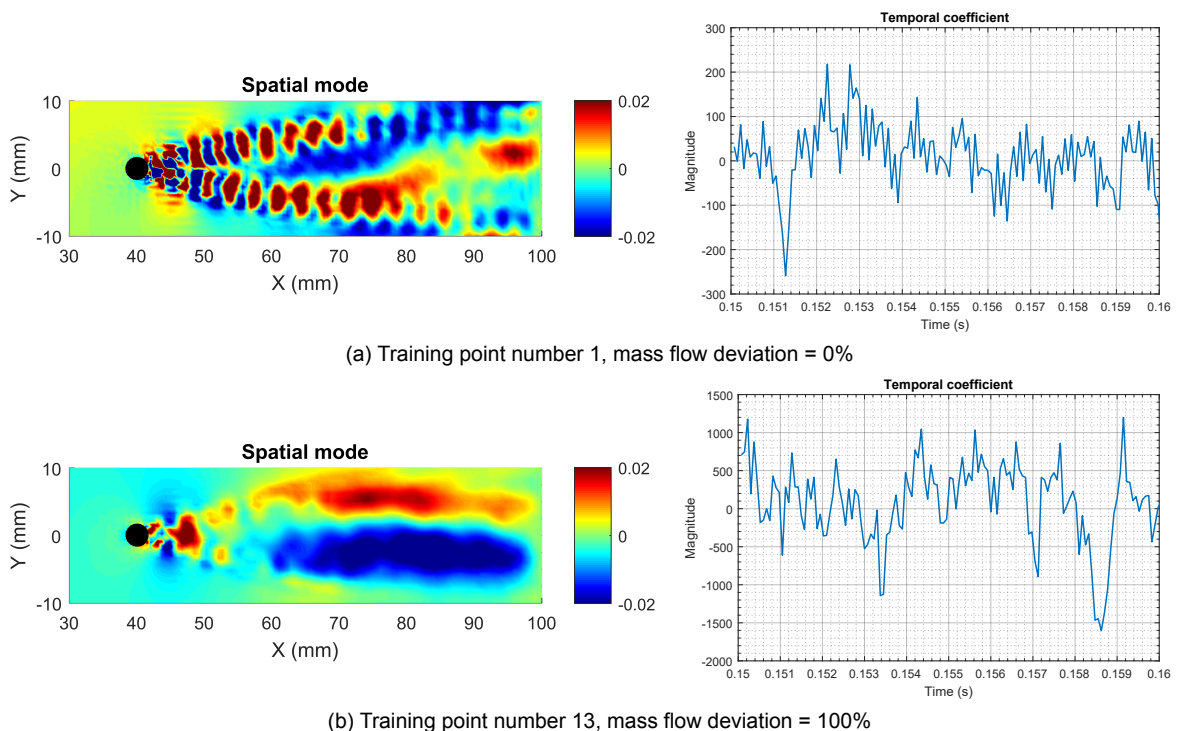 Spatial mode
10
0
-10
Y (mm)
30 40 50 60 70 80 90 100
X (mm)
0.02
0
-0.02
Temporal coefficient
300
200
100
0
-100
-200
-300
Magnitude
0.15 0.151 0.152 0.153 0.154 0.155 0.156 0.157 0.158 0.159 0.16
Time (s)
(a) Training point number 1, mass flow deviation = 0%
Spatial mode
10
0
-10
Y (mm)
30 40 50 60 70 80 90 100
X (mm)
0.02
0
-0.02
Temporal coefficient
1500
1000
500
0
-500
-1000
-1500
-2000
Magnitude
0.15 0.151 0.152 0.153 0.154 0.155 0.156 0.157 0.158 0.159 0.16
Time (s)
(b) Training point number 13, mass flow deviation = 100%